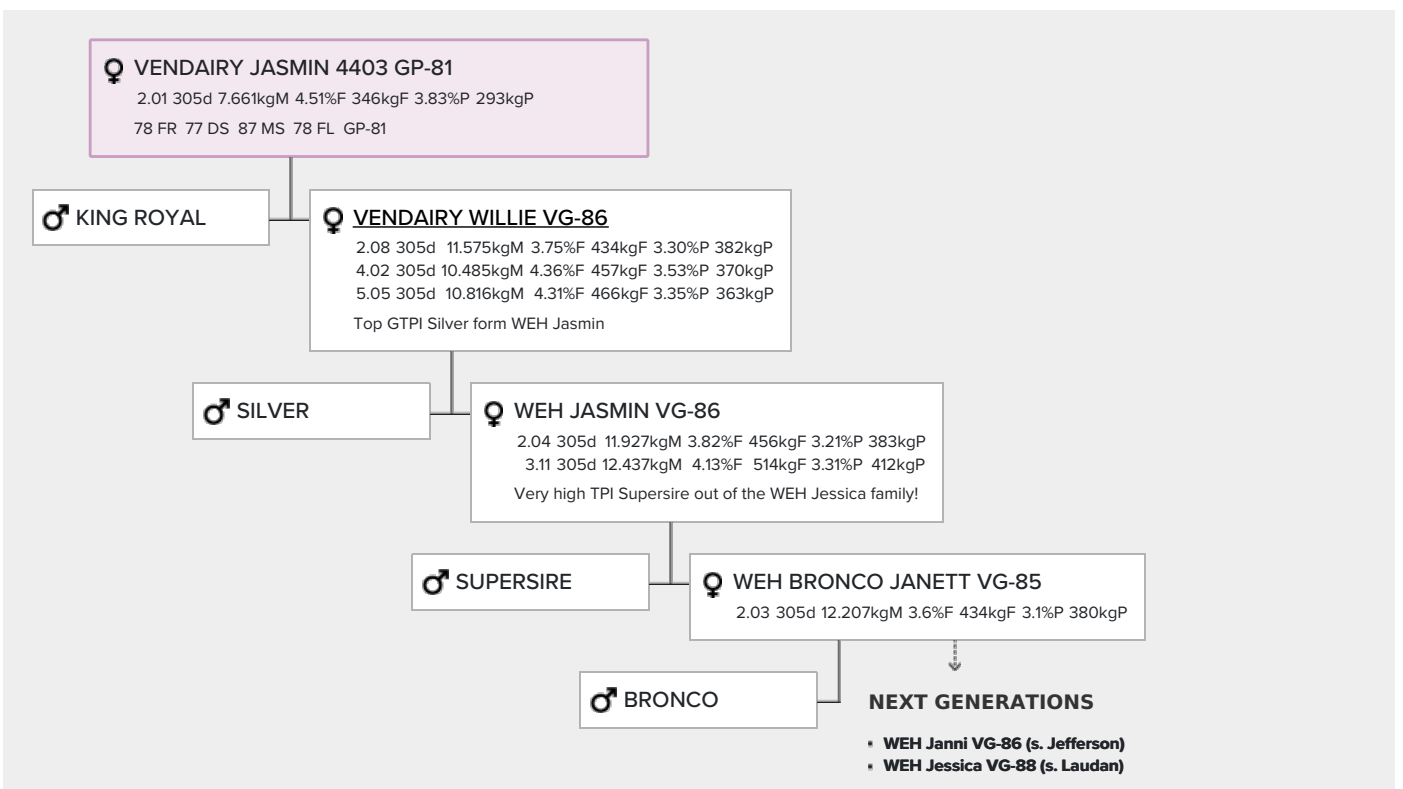 VENDAIRY JASMIN 4403 GP-81
2.01 305d 7.661kgM 4.51%F 346kgF 3.83%P 293kgP
78 FR 77 DS 87 MS 78 FL GP-81
KING ROYAL
VENDAIRY WILLIE VG-86
2.08 305d 11.575kgM 3.75%F 434kgF 3.30%P 382kgP
4.02 305d 10.485kgM 4.36%F 457kgF 3.53%P 370kgP
5.05 305d 10.816kgM 4.31%F 466kgF 3.35%P 363kgP
Top GTPI Silver form WEH Jasmin
SILVER
WEH JASMIN VG-86
2.04 305d 11.927kgM 3.82%F 456kgF 3.21%P 383kgP
3.11 305d 12.437kgM 4.13%F 514kgF 3.31%P 412kgP
Very high TPI Supersire out of the WEH Jessica family!
SUPERSIRE
WEH BRONCO JANETT VG-85
2.03 305d 12.207kgM 3.6%F 434kgF 3.1%P 380kgP
BRONCO
NEXT GENERATIONS
▪ WEH Janni VG-86 (s. Jefferson)
▪ WEH Jessica VG-88 (s. Laudan)